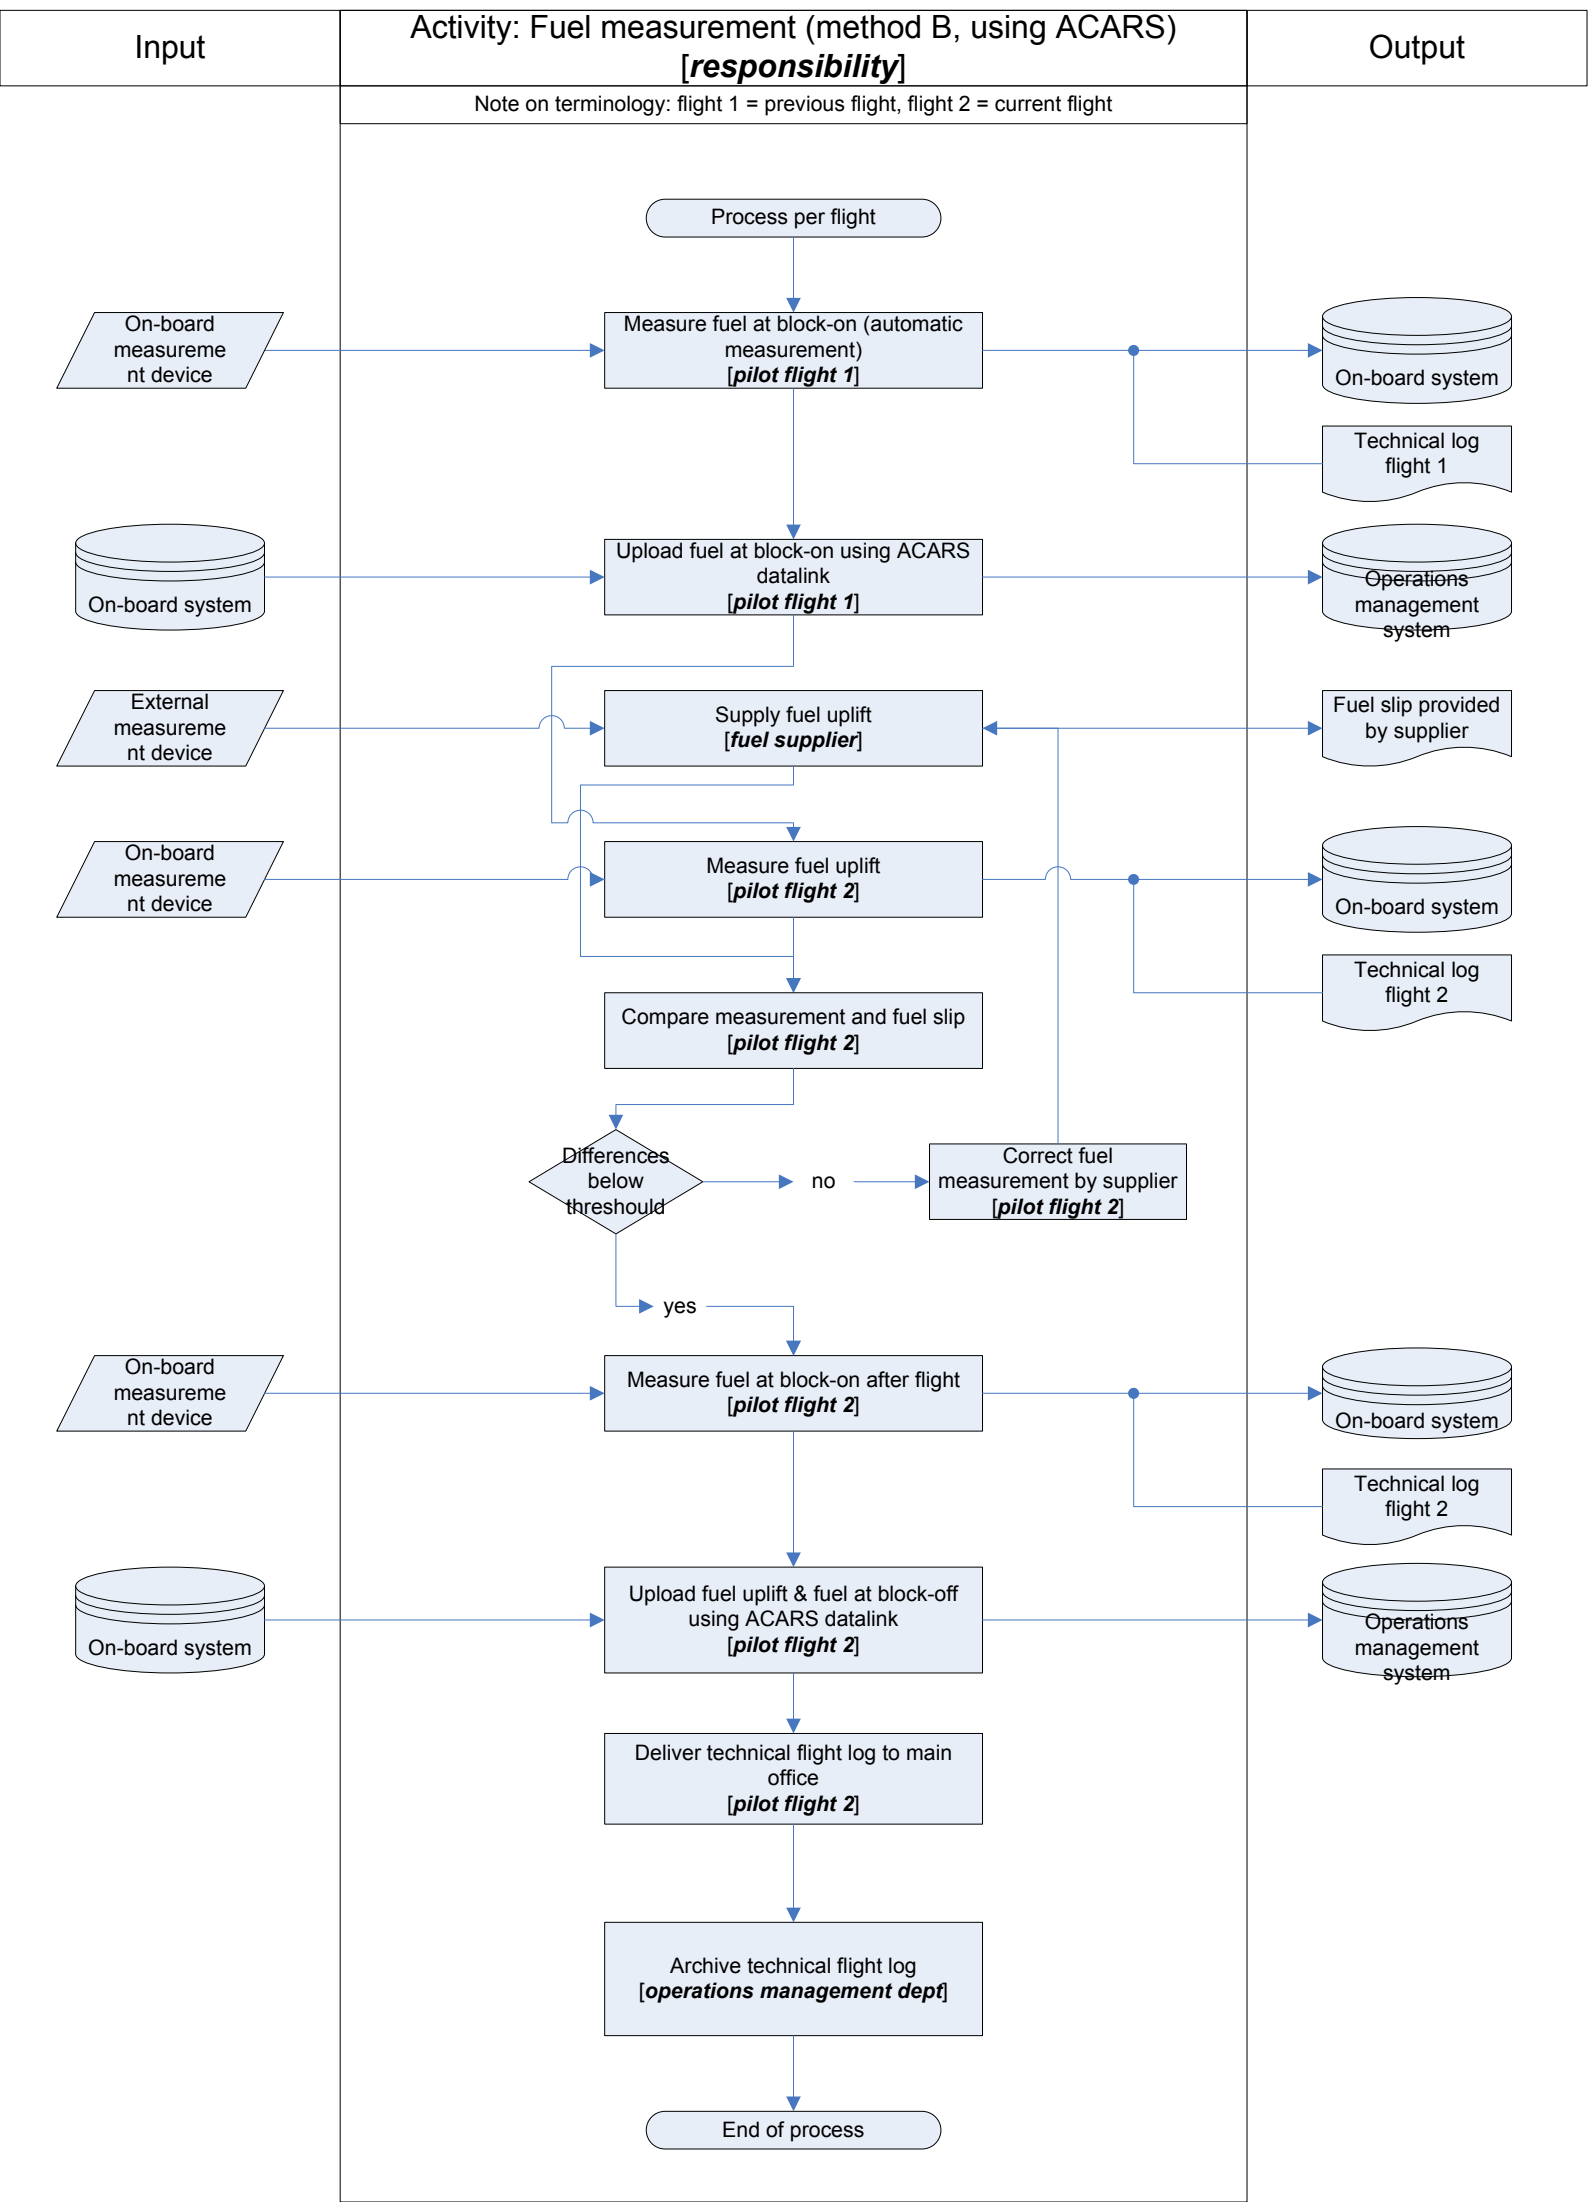 Input
Activity: Fuel measurement (method B, using ACARS)
[responsibility]
Output
Note on terminology: flight 1 = previous flight, flight 2 = current flight
Process per flight
On-board
measureme
nt device
Measure fuel at block-on (automatic
measurement)
[pilot flight 1]
On-board system
Technical log
flight 1
On-board system
Upload fuel at block-on using ACARS
datalink
[pilot flight 1]
Operations
management
system
External
measureme
nt device
Supply fuel uplift
[fuel supplier]
Fuel slip provided
by supplier
On-board
measureme
nt device
Measure fuel uplift
[pilot flight 2]
On-board system
Technical log
flight 2
Compare measurement and fuel slip
[pilot flight 2]
Differences
below
threshould
no
Correct fuel
measurement by supplier
[pilot flight 2]
yes
On-board
measureme
nt device
Measure fuel at block-on after flight
[pilot flight 2]
On-board system
Technical log
flight 2
On-board system
Upload fuel uplift & fuel at block-off
using ACARS datalink
[pilot flight 2]
Operations
management
system
Deliver technical flight log to main
office
[pilot flight 2]
Archive technical flight log
[operations management dept]
End of process